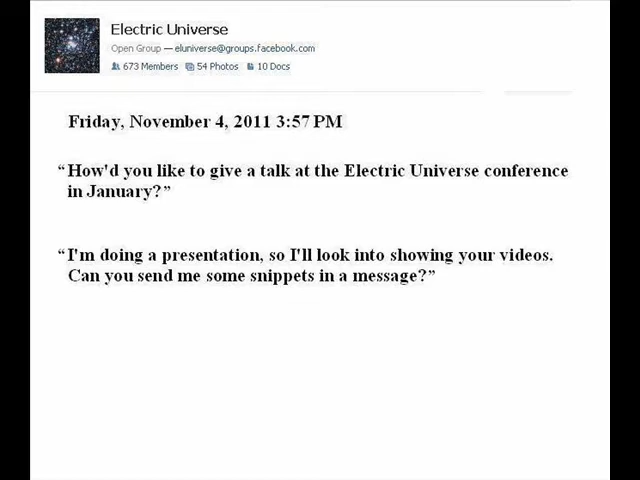 Electric Universe
Open Group — eluniverse@groups.facebook.com
673 Members 54 Photos 10 Docs
Friday, November 4, 2011 3:57 PM
“How'd you like to give a talk at the Electric Universe conference
in January?”
“I'm doing a presentation, so I'll look into showing your videos.
Can you send me some snippets in a message?”